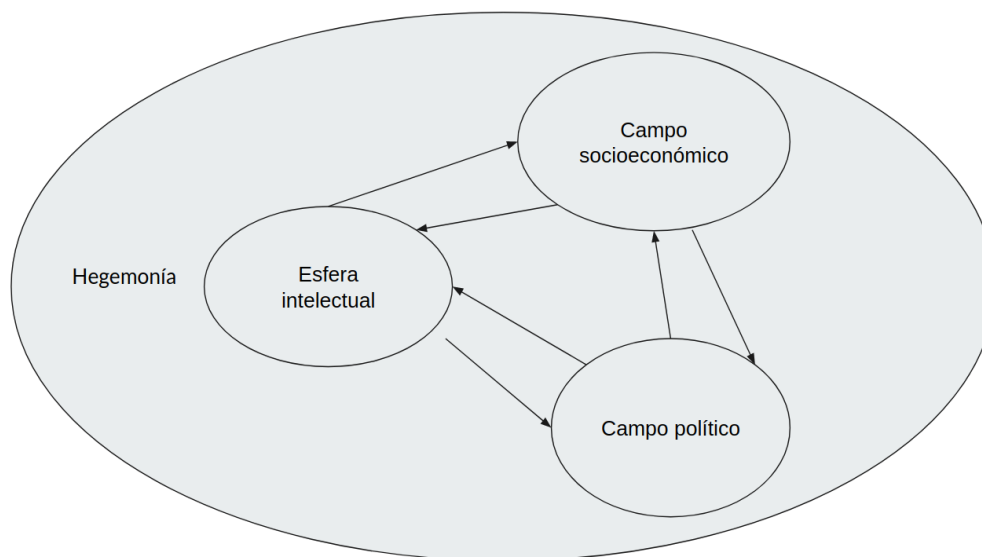 Campo
socioeconómico
Hegemonía
Esfera
intelectual
Campo político